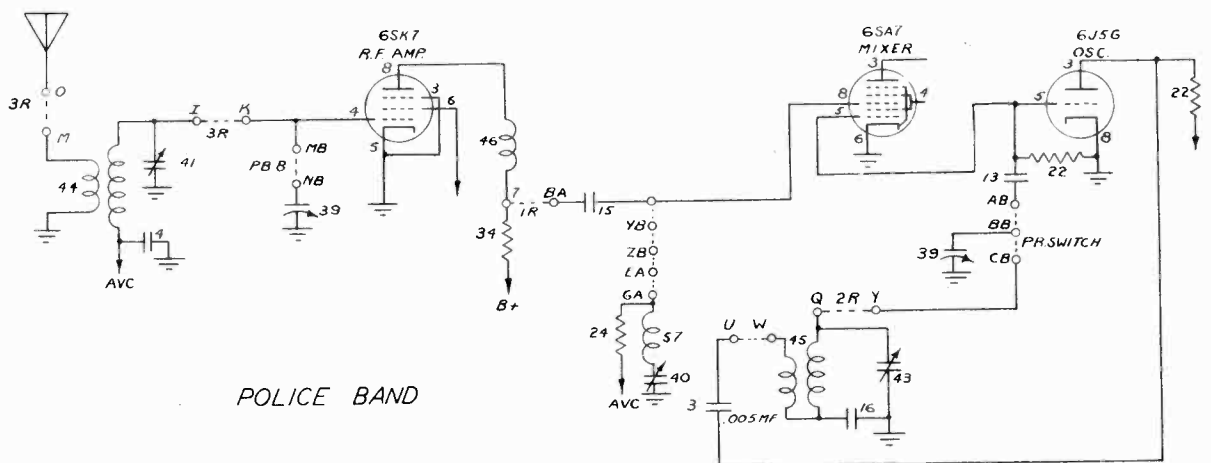 6SK7
R.F. AMP.
8
3
6
4
5
O
3R
M
I
K
3R
41
44
MB
PB 8
NB
39
4
AVC
46
7
1R
BA
15
34
B+
YB
ZB
LA
GA
24
57
40
AVC
6SA7
MIXER
3
8
4
5
6
6J5G
OSC.
3
5
8
22
22
13
AB
BB
PR.SWITCH
CB
39
Q
2R
Y
U
W
45
43
3
.005MF
16
POLICE BAND